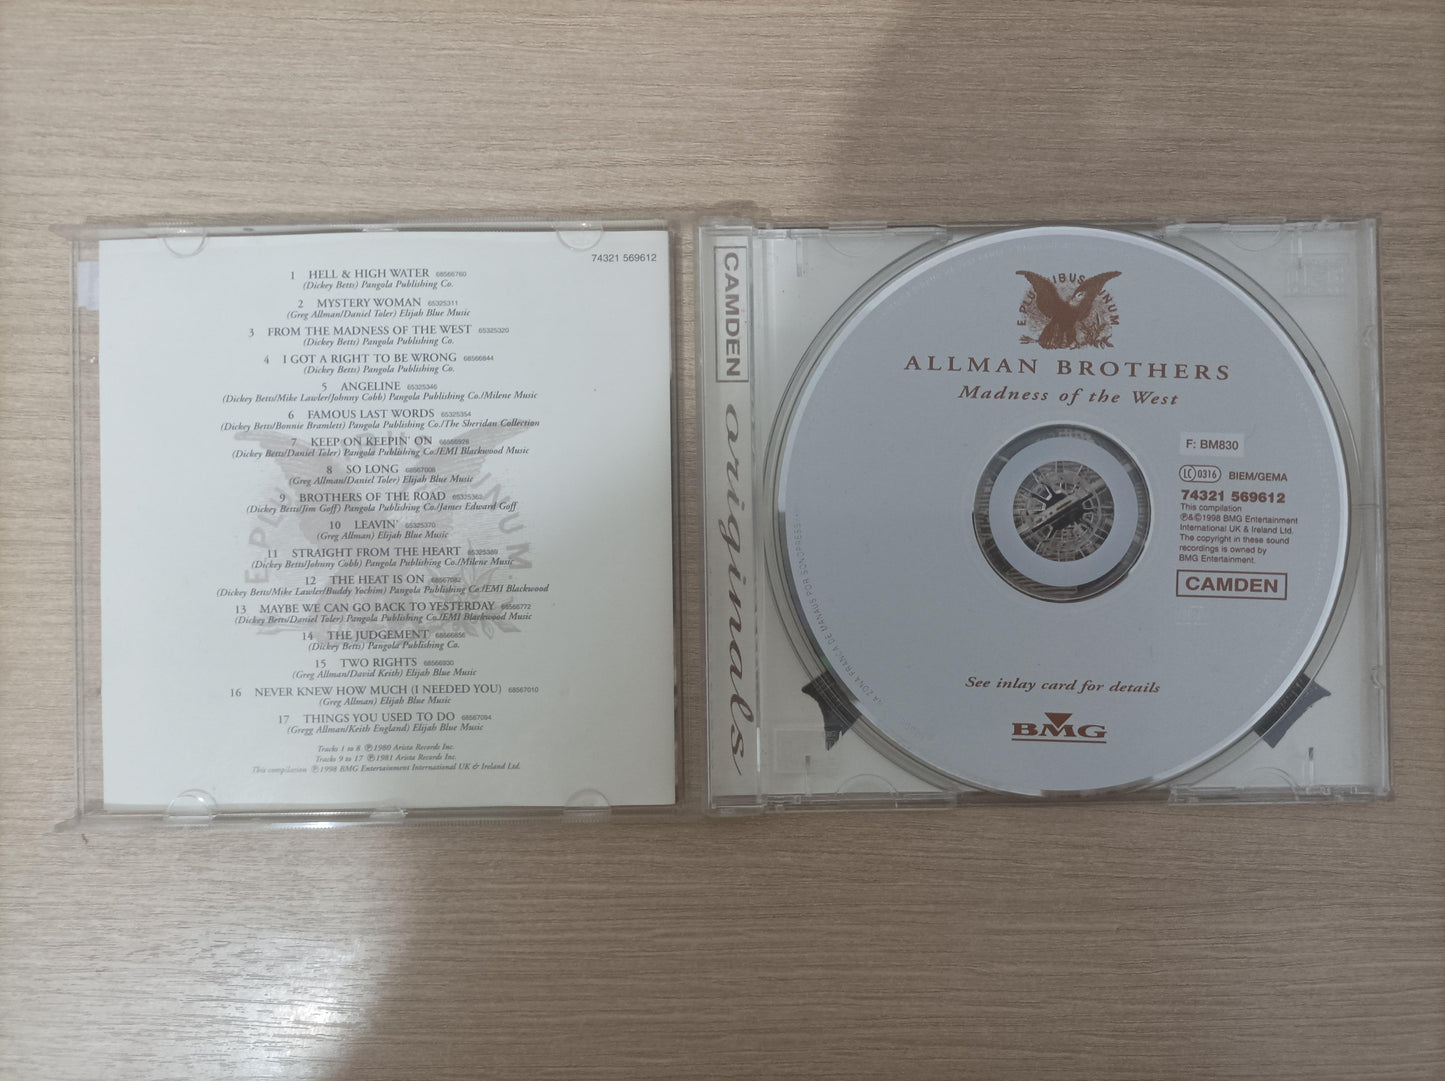 74321 569612
1 HELL & HIGH WATER 68566760
(Dickey Betts) Pangola Publishing Co.
2 MYSTERY WOMAN 65325311
(Greg Allman/Daniel Toler) Elijah Blue Music
3 FROM THE MADNESS OF THE WEST 65325320
(Dickey Betts) Pangola Publishing Co.
4 I GOT A RIGHT TO BE WRONG 68566844
(Dickey Betts) Pangola Publishing Co.
5 ANGELINE 65325346
(Dickey Betts/Mike Lawler/Johnny Cobb) Pangola Publishing Co./Milene Music
6 FAMOUS LAST WORDS 65325354
(Dickey Betts/Bonnie Bramlett) Pangola Publishing Co./The Sheridan Collection
7 KEEP ON KEEPIN' ON 68566928
(Dickey Betts/Daniel Toler) Pangola Publishing Co./EMI Blackwood Music
8 SO LONG 68567008
(Greg Allman/Daniel Toler) Elijah Blue Music
9 BROTHERS OF THE ROAD 65325362
(Dickey Betts/Jim Goff) Pangola Publishing Co./James Edward Goff
10 LEAVIN' 65325370
(Greg Allman) Elijah Blue Music
11 STRAIGHT FROM THE HEART 65325389
(Dickey Betts/Johnny Cobb) Pangola Publishing Co./Milene Music
12 THE HEAT IS ON 68567082
(Dickey Betts/Mike Lawler/Buddy Yochim) Pangola Publishing Co./EMI Blackwood
13 MAYBE WE CAN GO BACK TO YESTERDAY 68566772
(Dickey Betts/Daniel Toler) Pangola Publishing Co./EMI Blackwood Music
14 THE JUDGEMENT 68566856
(Dickey Betts) Pangola Publishing Co.
15 TWO RIGHTS 68566930
(Greg Allman/David Keith) Elijah Blue Music
16 NEVER KNEW HOW MUCH (I NEEDED YOU) 68567010
(Greg Allman) Elijah Blue Music
17 THINGS YOU USED TO DO 68567094
(Gregg Allman/Keith England) Elijah Blue Music
Tracks 1 to 8 ℗1980 Arista Records Inc.
Tracks 9 to 17 ℗1981 Arista Records Inc.
This compilation ℗1998 BMG Entertainment International UK & Ireland Ltd.
E PLURIBUS UNUM
CAMDEN originals
E PLURIBUS UNUM
ALLMAN BROTHERS
Madness of the West
F: BM830
LC 0316 BIEM/GEMA
74321 569612
This compilation
℗&©1998 BMG Entertainment
International UK & Ireland Ltd.
The copyright in these sound
recordings is owned by
BMG Entertainment.
CAMDEN
See inlay card for details
BMG
ZONA FRANCA DE MANAUS POR SONOPRESS